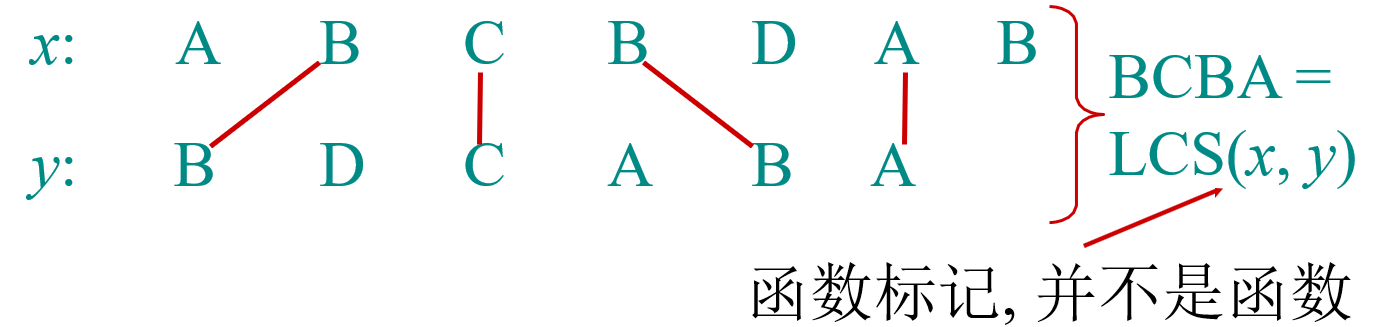 x: A B C B D A B
y: B D C A B A
BCBA =
LCS(x, y)
函数标记, 并不是函数